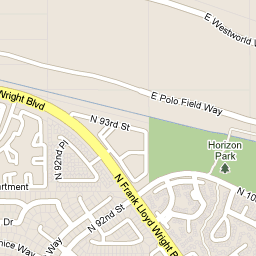 E Westworld
Wright Blvd
E Polo Field Way
N 93rd St
N 92nd Pl
Horizon
Park
N Frank Lloyd Wright B
N 10
N 92nd St
Dr
Way